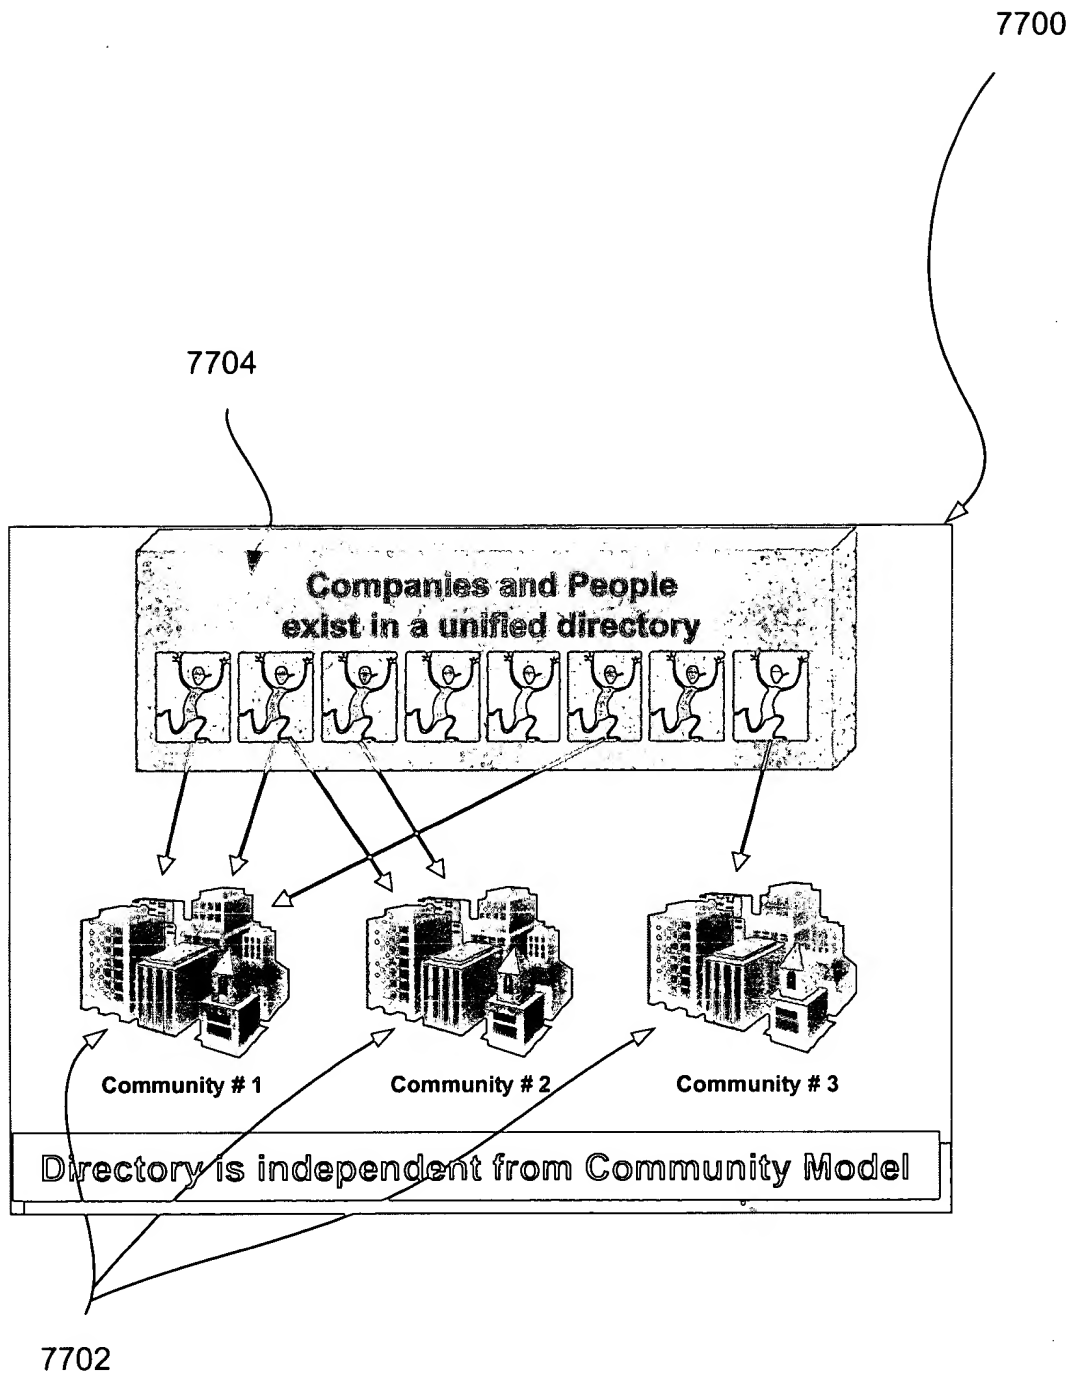 7700
7704
Companies and People
exist in a unified directory
Community # 1
Community # 2
Community # 3
Directory is independent from Community Model
7702